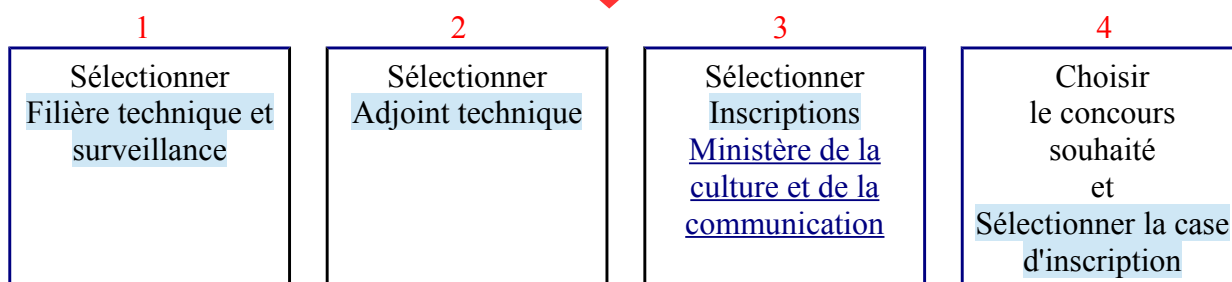 1
Sélectionner
Filière technique et
surveillance
2
Sélectionner
Adjoint technique
3
Sélectionner
Inscriptions
Ministère de la
culture et de la
communication
4
Choisir
le concours
souhaité
et
Sélectionner la case
d'inscription